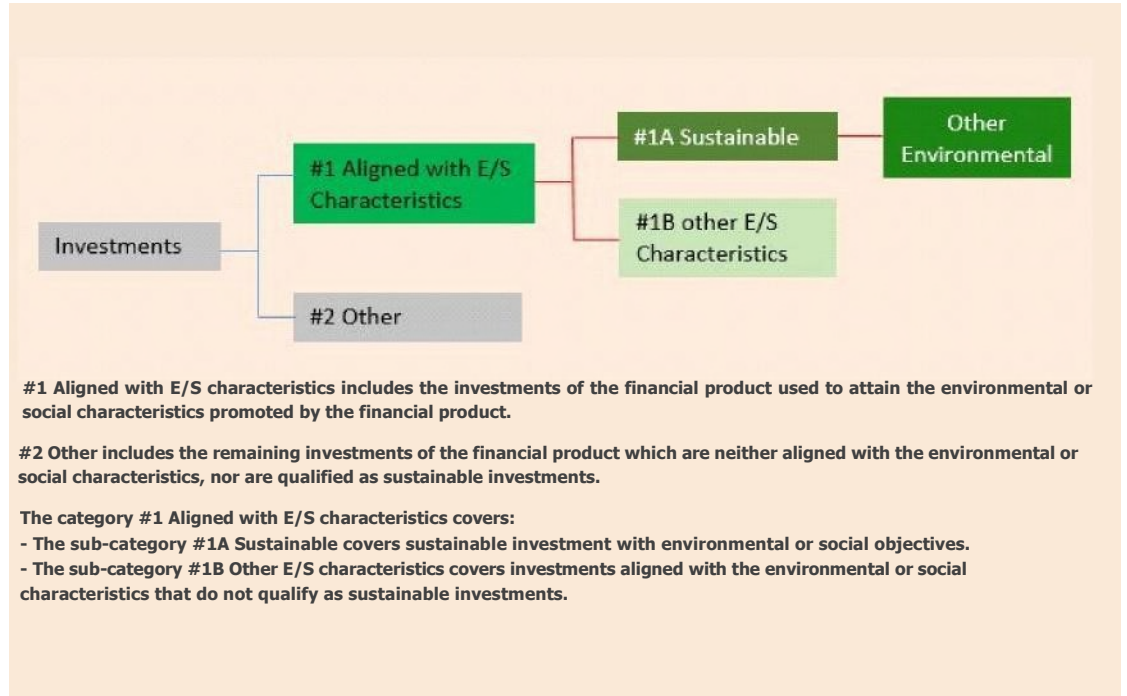 Other
Environmental
#1A Sustainable
#1 Aligned with E/S
Characteristics
#1B other E/S
Characteristics
Investments
#2 Other
#1 Aligned with E/S characteristics includes the investments of the financial product used to attain the environmental or
social characteristics promoted by the financial product.
#2 Other includes the remaining investments of the financial product which are neither aligned with the environmental or
social characteristics, nor are qualified as sustainable investments.
The category #1 Aligned with E/S characteristics covers:
- The sub-category #1A Sustainable covers sustainable investment with environmental or social objectives.
- The sub-category #1B Other E/S characteristics covers investments aligned with the environmental or social
characteristics that do not qualify as sustainable investments.